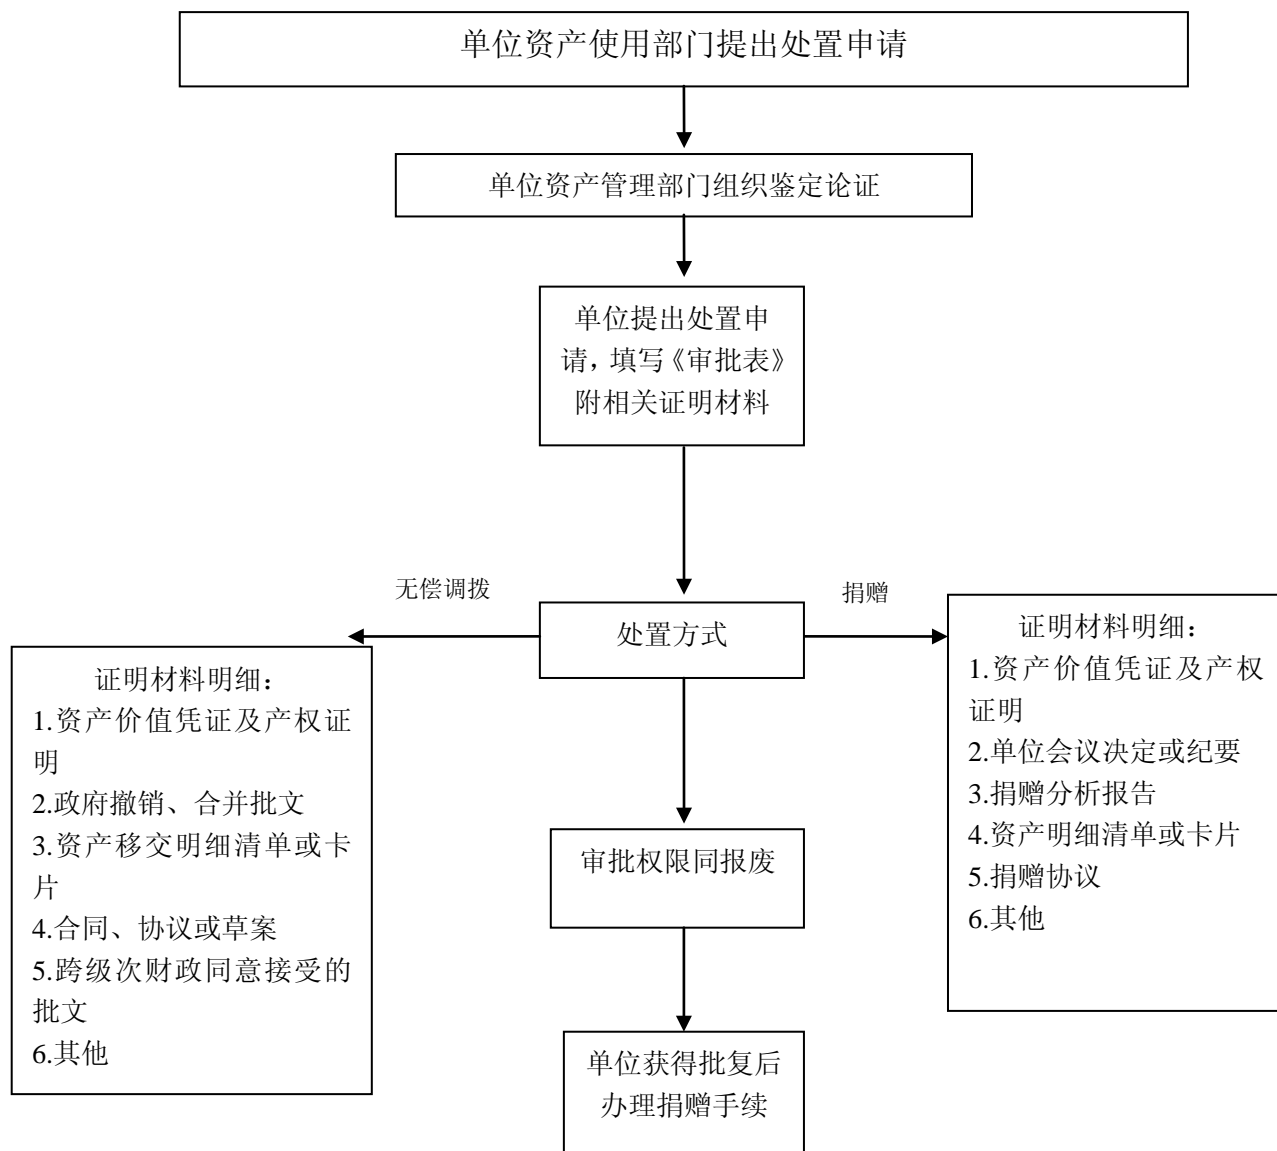 单位资产使用部门提出处置申请
单位资产管理部门组织鉴定论证
单位提出处置申
请，填写《审批表》
附相关证明材料
无偿调拨
处置方式
捐赠
证明材料明细：
1.资产价值凭证及产权证
明
2.政府撤销、合并批文
3.资产移交明细清单或卡
片
4.合同、协议或草案
5.跨级次财政同意接受的
批文
6.其他
证明材料明细：
1.资产价值凭证及产权
证明
2.单位会议决定或纪要
3.捐赠分析报告
4.资产明细清单或卡片
5.捐赠协议
6.其他
审批权限同报废
单位获得批复后
办理捐赠手续